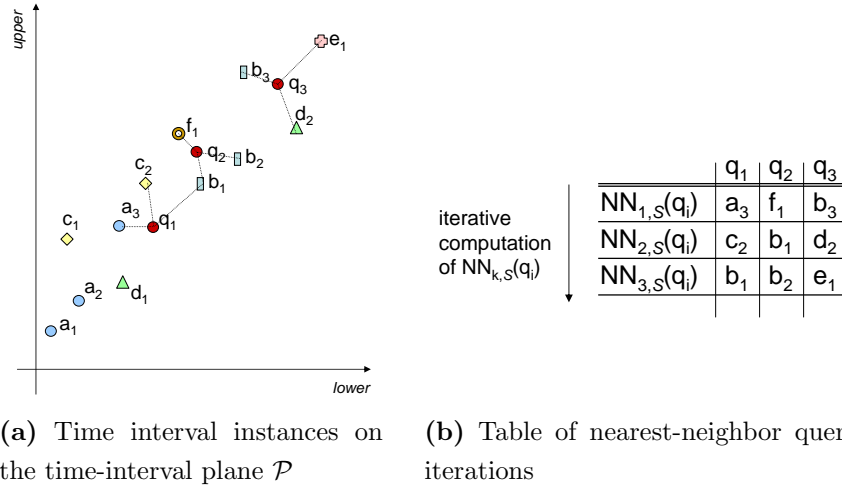 upper
e₁
b₃
q₃
d₂
f₁
q₂
b₂
c₂
b₁
a₃
q₁
c₁
a₂
d₁
a₁
lower
q₁ q₂ q₃
NN₁,S(qᵢ) a₃ f₁ b₃
NN₂,S(qᵢ) c₂ b₁ d₂
NN₃,S(qᵢ) b₁ b₂ e₁
iterative
computation
of NNₖ,S(qᵢ)
(a) Time interval instances on
the time-interval plane P
(b) Table of nearest-neighbor quer
iterations